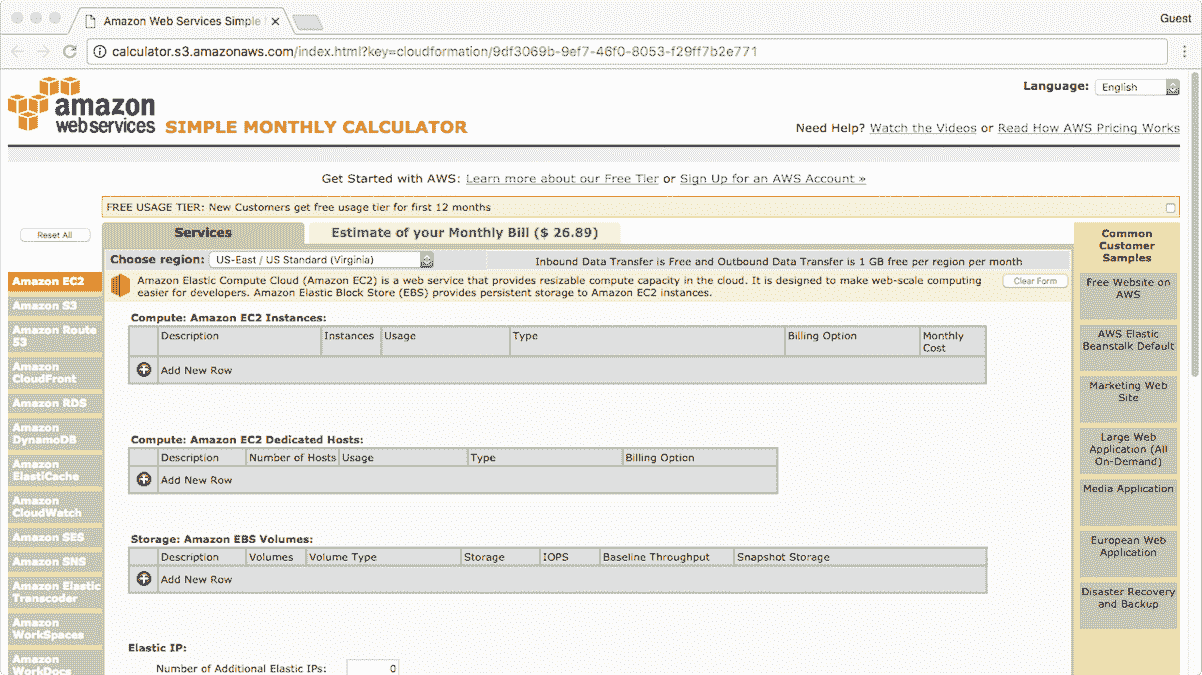 Amazon Web Services Simple
Guest
calculator.s3.amazonaws.com/index.html?key=cloudformation/9df3069b-9ef7-46f0-8053-f29ff7b2e771
Language: English
amazon
webservices
SIMPLE MONTHLY CALCULATOR
Need Help? Watch the Videos or Read How AWS Pricing Works
Get Started with AWS: Learn more about our Free Tier or Sign Up for an AWS Account »
FREE USAGE TIER: New Customers get free usage tier for first 12 months
Reset All
Services
Estimate of your Monthly Bill ($ 26.89)
Choose region: US-East / US Standard (Virginia)
Inbound Data Transfer is Free and Outbound Data Transfer is 1 GB free per region per month
Amazon Elastic Compute Cloud (Amazon EC2) is a web service that provides resizable compute capacity in the cloud. It is designed to make web-scale computing
easier for developers. Amazon Elastic Block Store (EBS) provides persistent storage to Amazon EC2 instances.
Clear Form
Amazon EC2
Amazon S3
Amazon Route
53
Amazon
CloudFront
Amazon RDS
Amazon
DynamoDB
Amazon
ElastiCache
Amazon
CloudWatch
Amazon SES
Amazon SNS
Amazon Elastic
Transcoder
Amazon
WorkSpaces
Amazon
WorkDocs
Compute: Amazon EC2 Instances:
Description Instances Usage Type Billing Option Monthly
Cost
Add New Row
Compute: Amazon EC2 Dedicated Hosts:
Description Number of Hosts Usage Type Billing Option
Add New Row
Storage: Amazon EBS Volumes:
Description Volumes Volume Type Storage IOPS Baseline Throughput Snapshot Storage
Add New Row
Elastic IP:
Number of Additional Elastic IPs: 0
Common
Customer
Samples
Free Website on
AWS
AWS Elastic
Beanstalk Default
Marketing Web
Site
Large Web
Application (All
On-Demand)
Media Application
European Web
Application
Disaster Recovery
and Backup